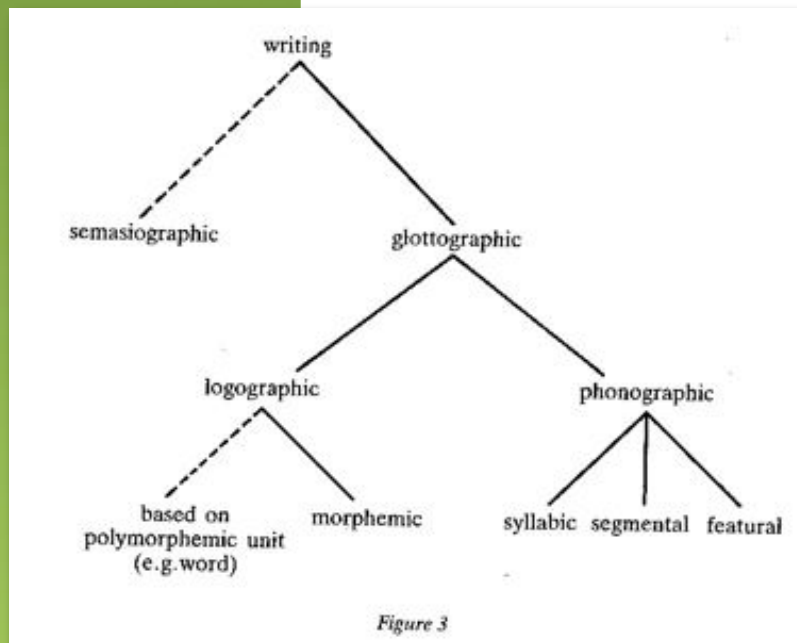 writing
semasiographic
glottographic
logographic
phonographic
based on
polymorphemic unit
(e.g.word)
morphemic
syllabic segmental featural
Figure 3